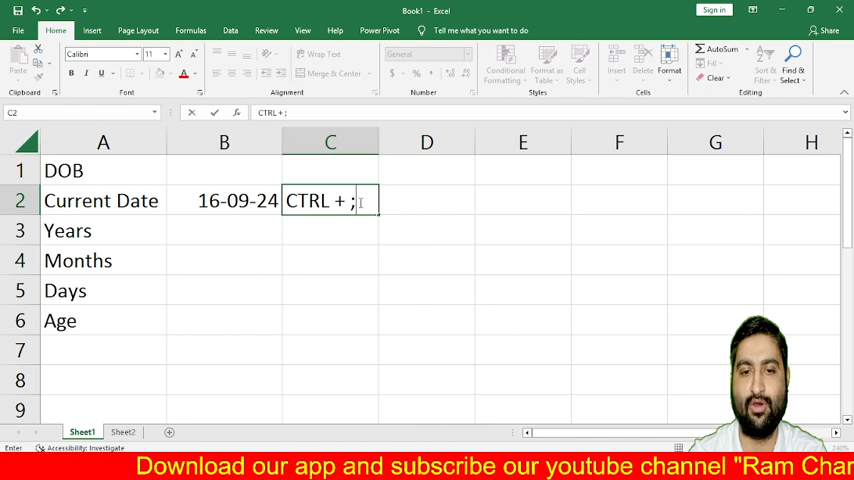 Book1 - Excel
Sign in
File Home Insert Page Layout Formulas Data Review View Help Power Pivot Tell me what you want to do Share
Paste
Calibri 11
B I U
Wrap Text
Merge & Center
General
Conditional Formatting
Format as Table
Cell Styles
Insert Delete Format
AutoSum
Fill
Clear
Sort & Filter
Find & Select
Clipboard Font Alignment Number Styles Cells Editing
C2 CTRL + ;
A B C D E F G H
1 DOB
2 Current Date 16-09-24 CTRL + ;
3 Years
4 Months
5 Days
6 Age
7
8
9
Sheet1 Sheet2
Enter Accessibility: Investigate 240%
Download our app and subscribe our youtube channel "Ram Char